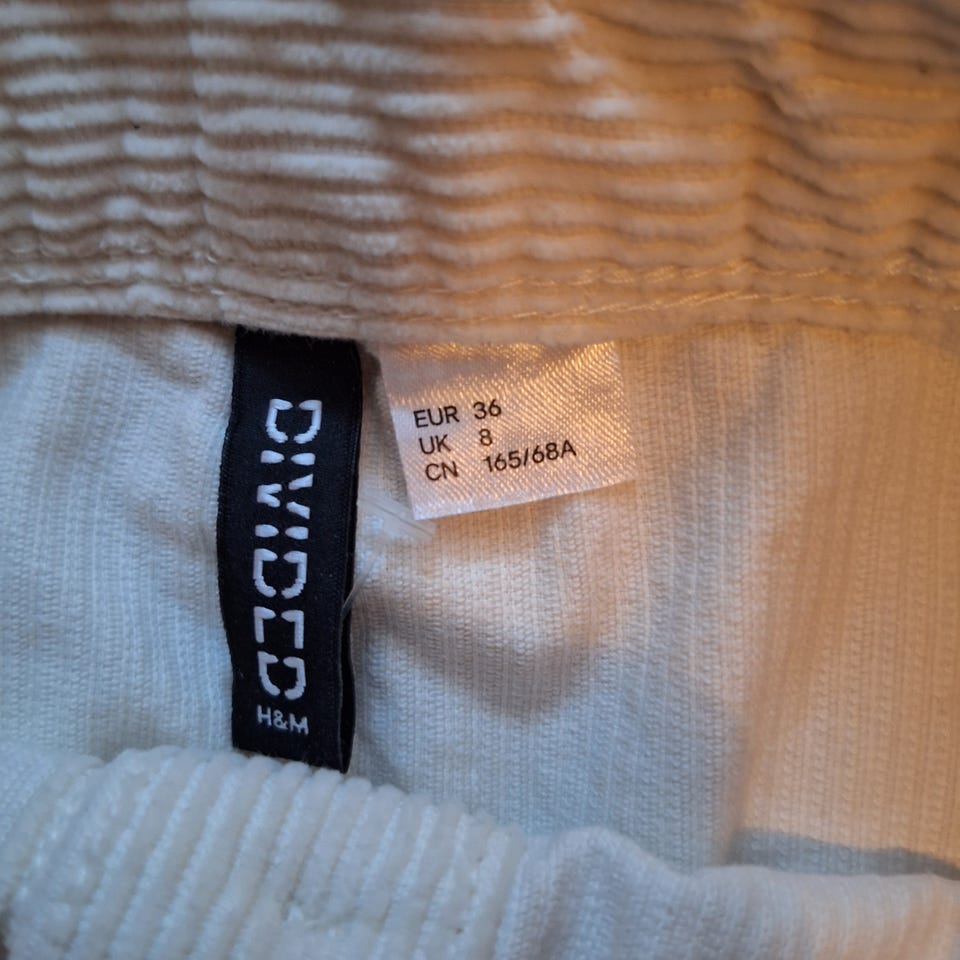 DIVIDED
H&M
EUR 36
UK 8
CN 165/68A